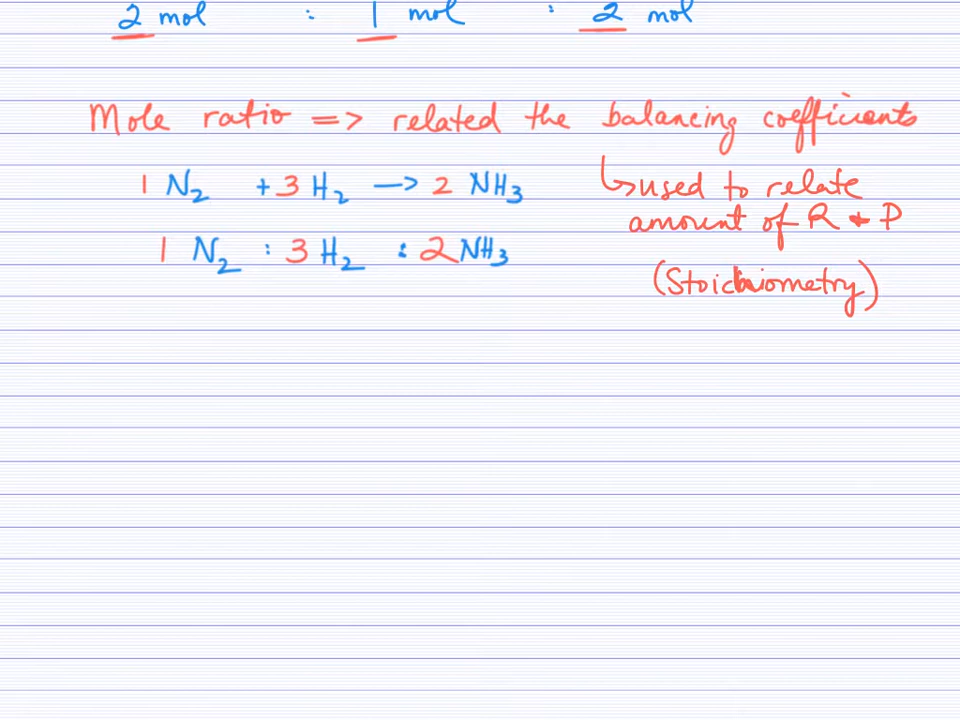 2 mol : 1 mol : 2 mol
Mole ratio => related the balancing coefficients
1 N₂ + 3 H₂ —> 2 NH₃
↳used to relate
amount of R & P
1 N₂ : 3 H₂ : 2 NH₃
(Stoichiometry)